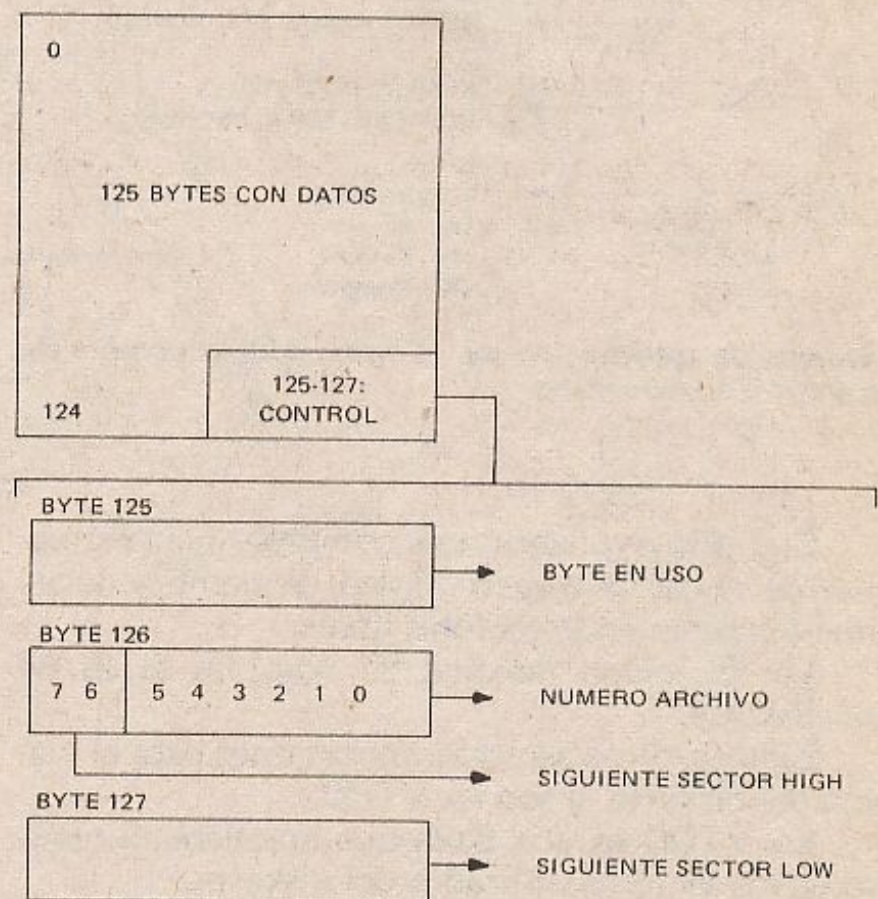 0
125 BYTES CON DATOS
125-127:
CONTROL
124
BYTE 125
BYTE EN USO
BYTE 126
7 6 5 4 3 2 1 0
NUMERO ARCHIVO
SIGUIENTE SECTOR HIGH
BYTE 127
SIGUIENTE SECTOR LOW